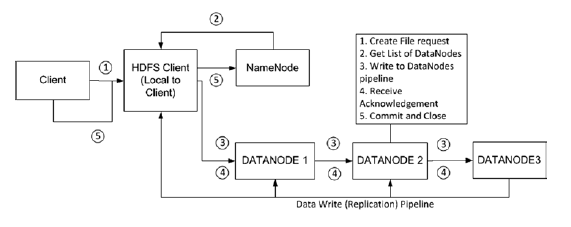 ②
1. Create File request
2. Get List of DataNodes
3. Write to DataNodes
pipeline
4. Receive
Acknowledgement
5. Commit and Close
Client
①
⑤
HDFS Client
(Local to
Client)
⑤
NameNode
③
④
DATANODE 1
③
④
DATANODE 2
③
④
DATANODE3
Data Write (Replication) Pipeline